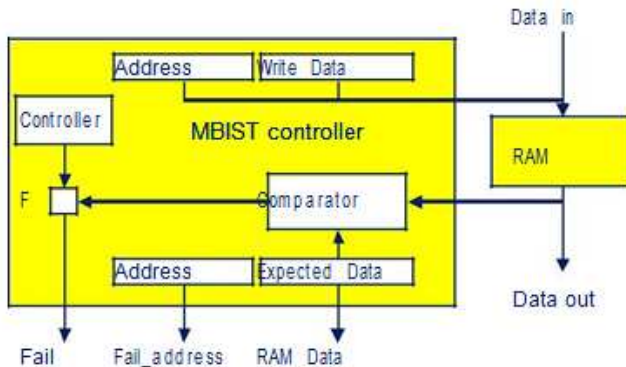 Data in
Address
Write Data
Controller
MBIST controller
RAM
F
Comparator
Address
Expected Data
Data out
Fail
Fail_address
RAM Data